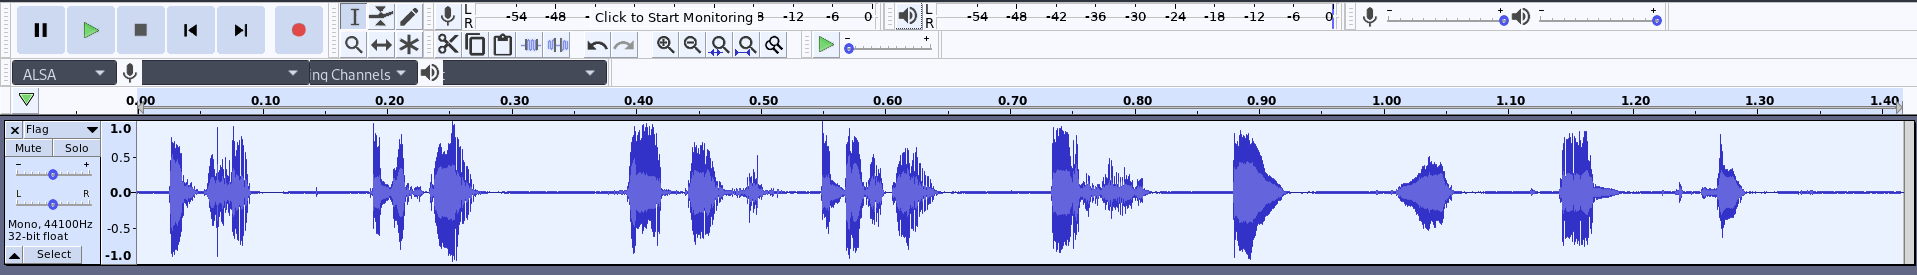 L
R
-54 -48 - Click to Start Monitoring 8 -12 -6 0
L
R
-54 -48 -42 -36 -30 -24 -18 -12 -6 0
- +
- +
- +
ALSA
ing Channels
0.00 0.10 0.20 0.30 0.40 0.50 0.60 0.70 0.80 0.90 1.00 1.10 1.20 1.30 1.40
× Flag
Mute Solo
- +
L R
Mono, 44100Hz
32-bit float
Select
1.0
0.5-
0.0-
-0.5-
-1.0